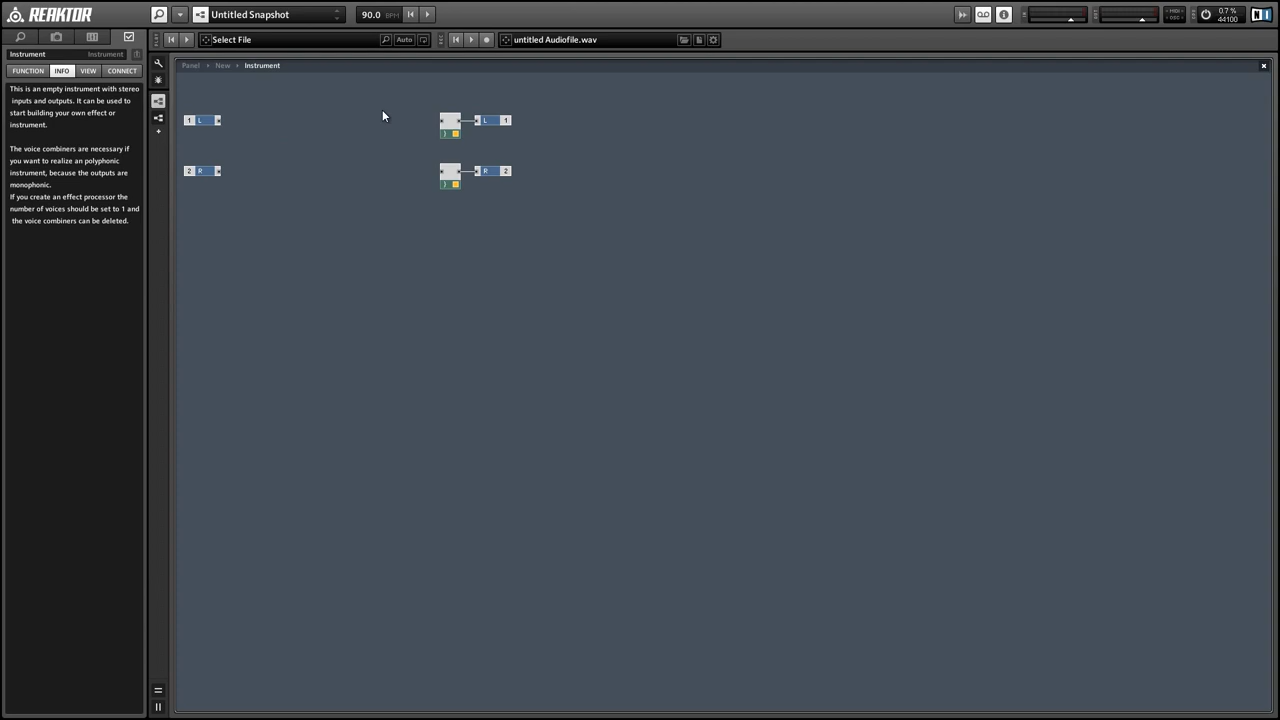 REAKTOR
Untitled Snapshot
90.0 BPM
0.7 %
44100
Select File
Auto
untitled Audiofile.wav
Instrument
Instrument
FUNCTION
INFO
VIEW
CONNECT
This is an empty instrument with stereo
inputs and outputs. It can be used to
start building your own effect or
instrument.
The voice combiners are necessary if
you want to realize an polyphonic
instrument, because the outputs are
monophonic.
If you create an effect processor the
number of voices should be set to 1 and
the voice combiners can be deleted.
Panel
New
Instrument
1 L
}
L 1
2 R
}
R 2